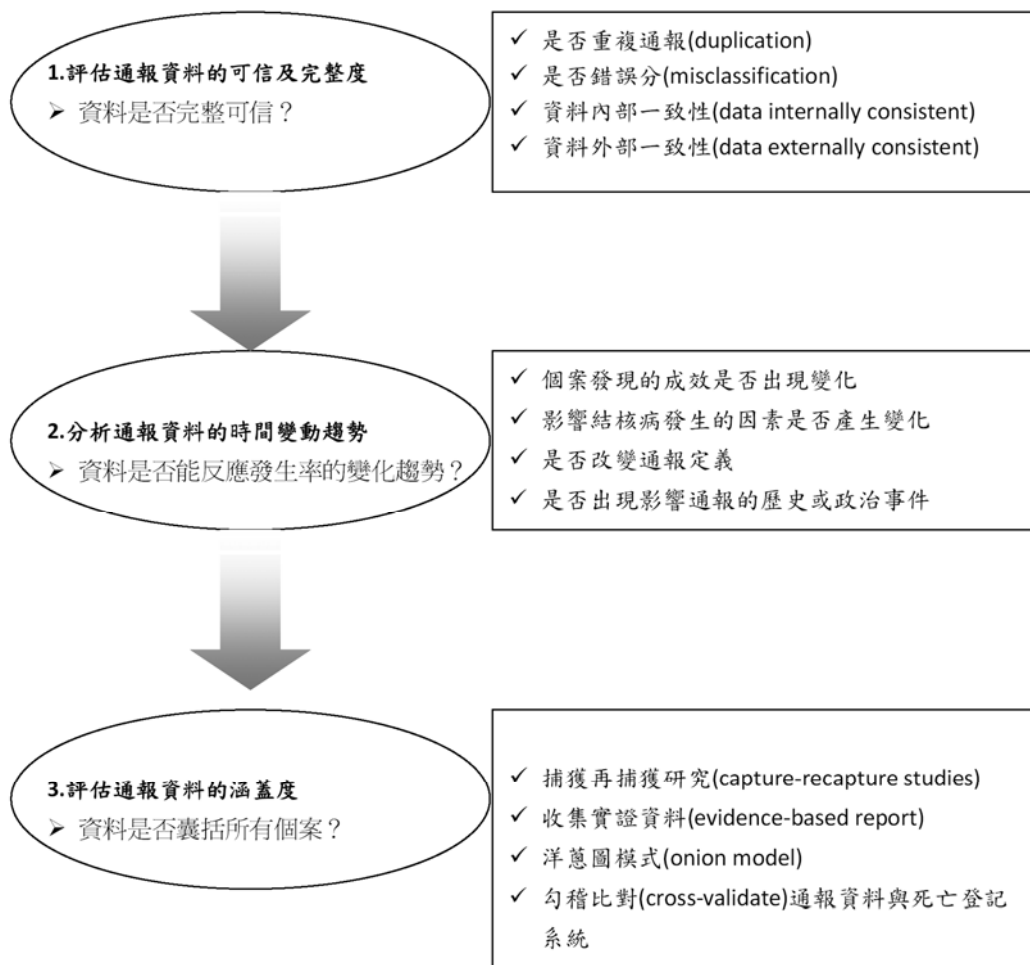 1.評估通報資料的可信及完整度
➢ 資料是否完整可信？
✓ 是否重複通報(duplication)
✓ 是否錯誤分(misclassification)
✓ 資料內部一致性(data internally consistent)
✓ 資料外部一致性(data externally consistent)
2.分析通報資料的時間變動趨勢
➢ 資料是否能反應發生率的變化趨勢？
✓ 個案發現的成效是否出現變化
✓ 影響結核病發生的因素是否產生變化
✓ 是否改變通報定義
✓ 是否出現影響通報的歷史或政治事件
3.評估通報資料的涵蓋度
➢ 資料是否囊括所有個案？
✓ 捕獲再捕獲研究(capture-recapture studies)
✓ 收集實證資料(evidence-based report)
✓ 洋蔥圖模式(onion model)
✓ 勾稽比對(cross-validate)通報資料與死亡登記
系統